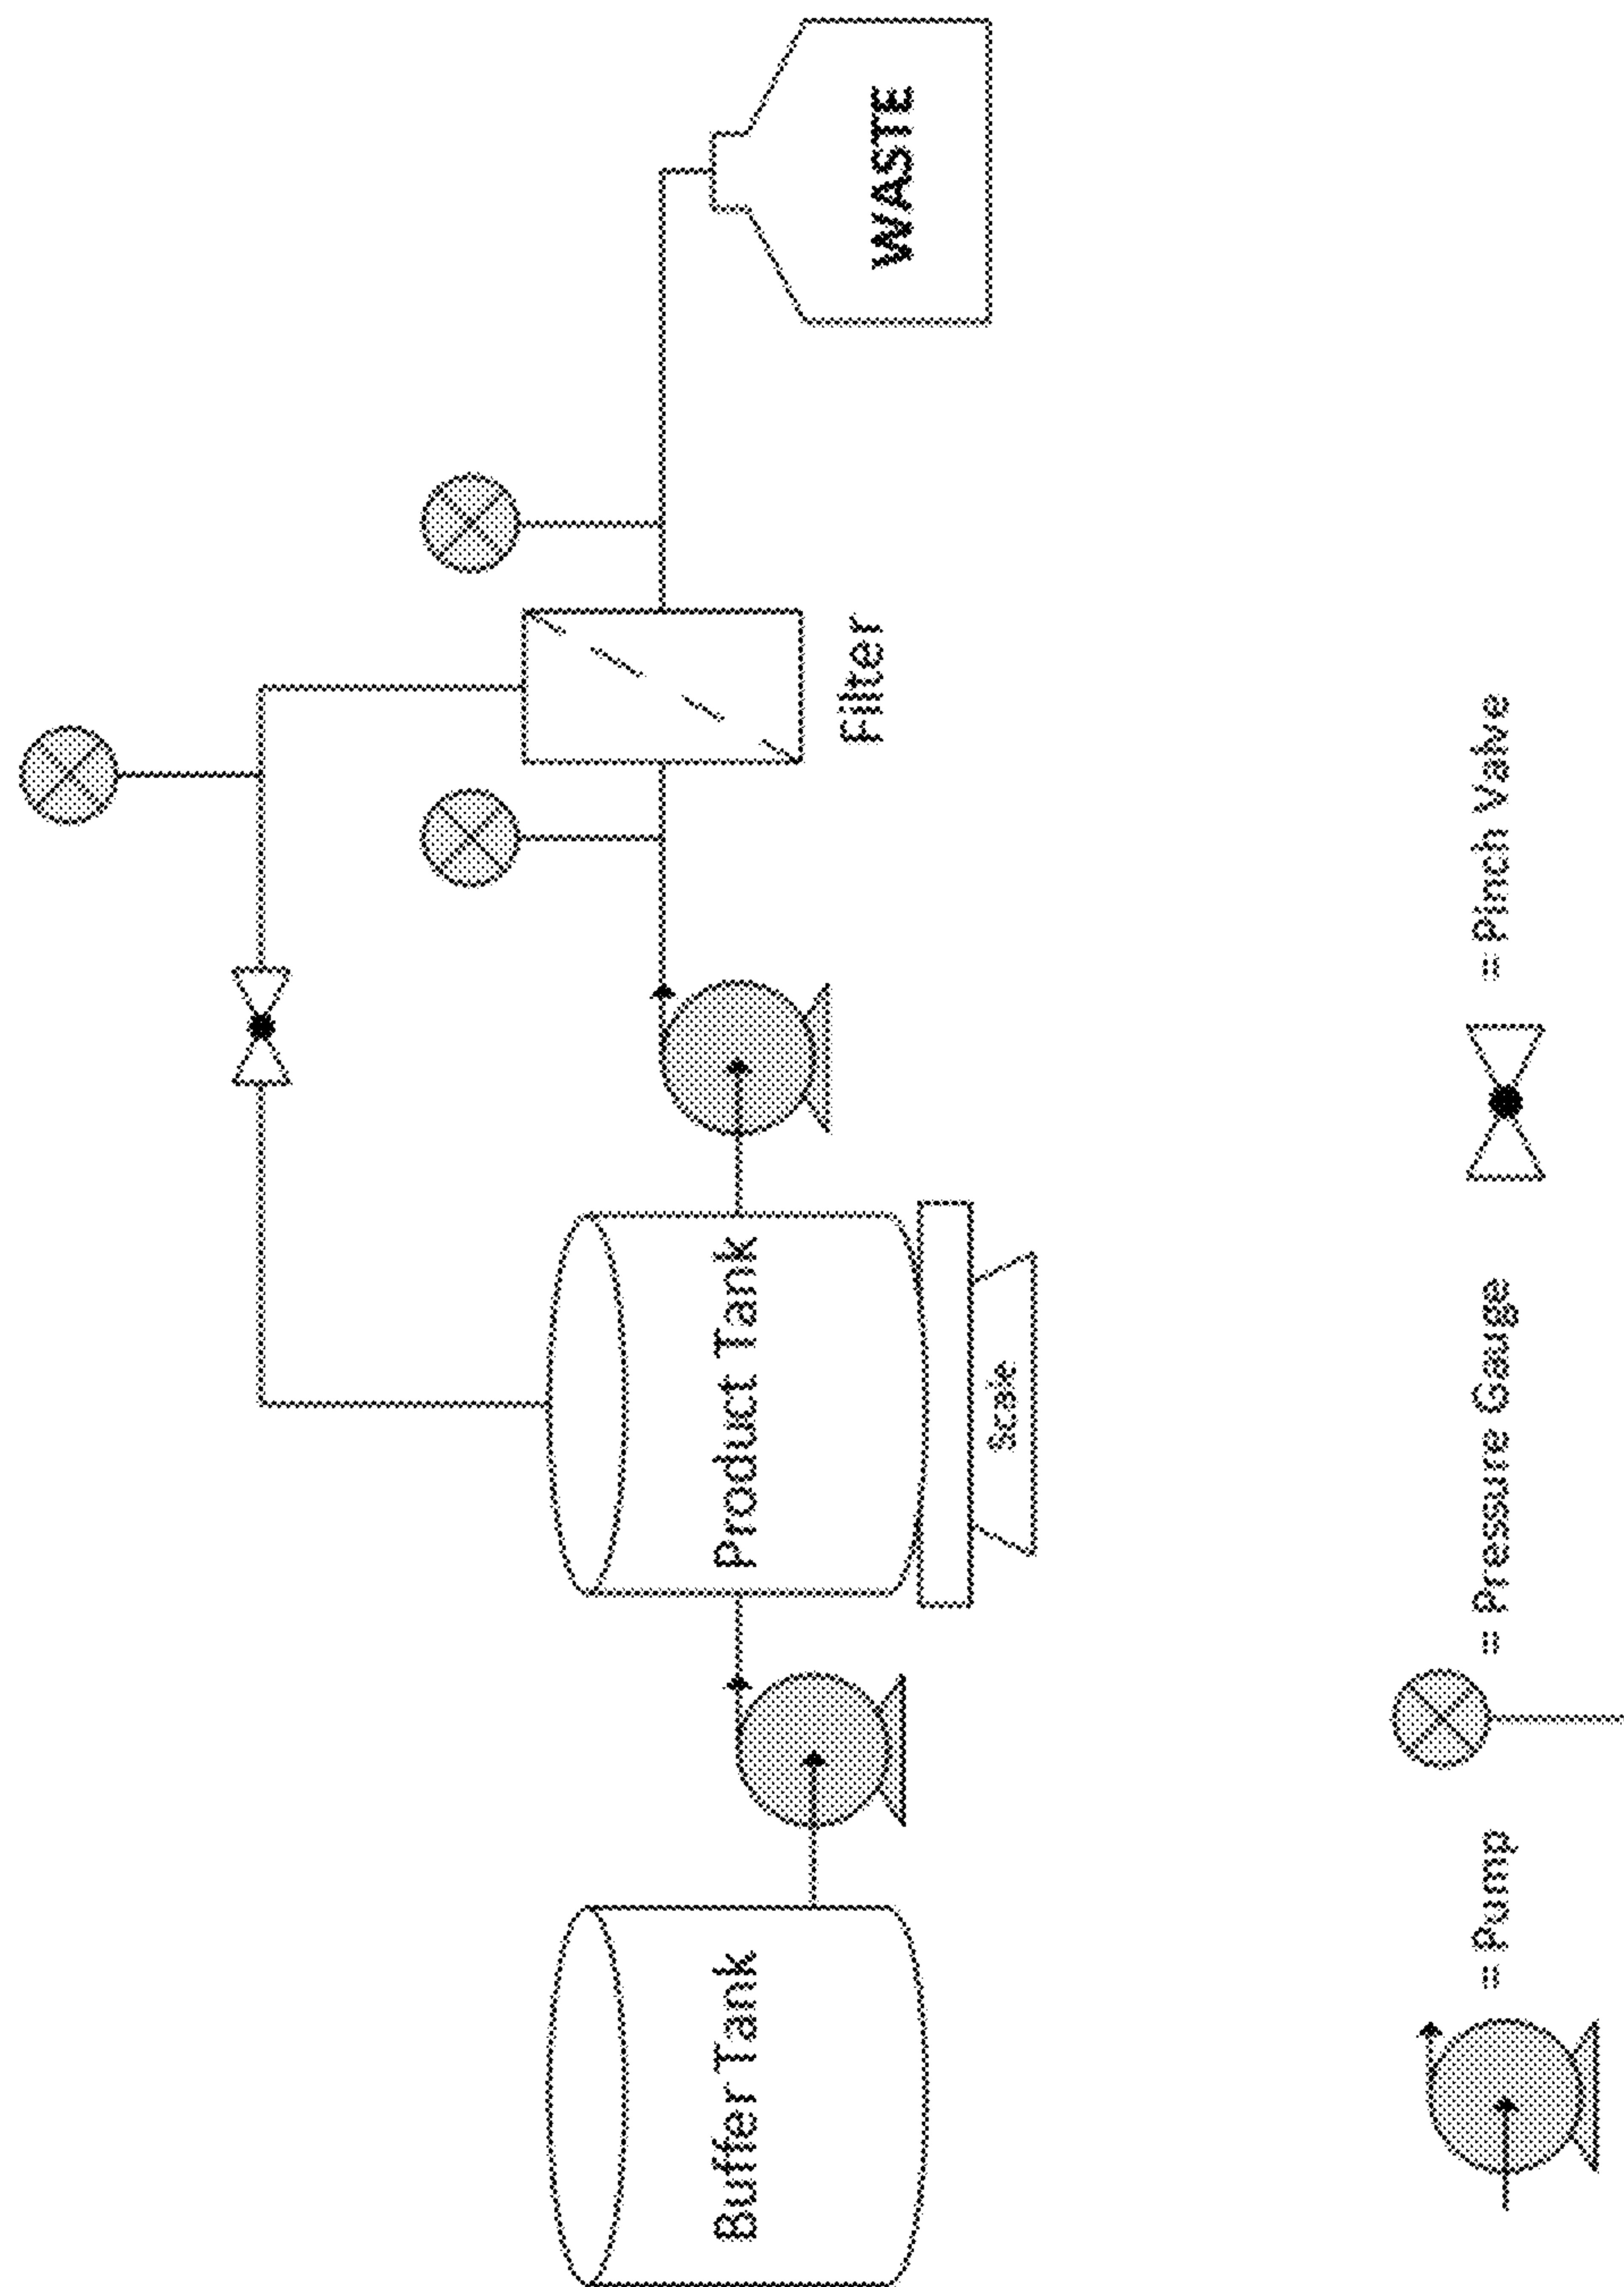 Buffer Tank
Product Tank
Scale
Filter
WASTE
= Pump
= Pressure Gauge
= Pinch Valve